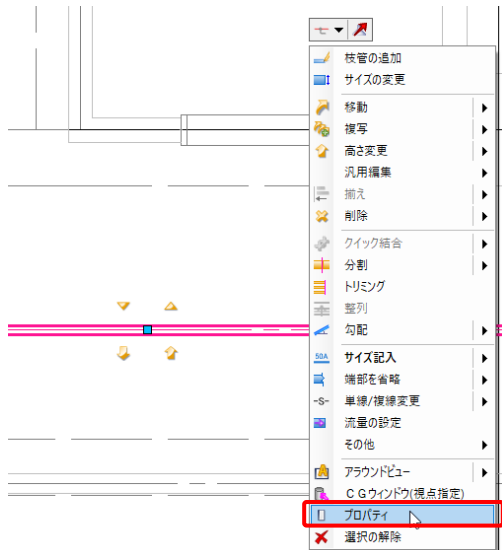 枝管の追加
サイズの変更
移動
複写
高さ変更
汎用編集
揃え
削除
クイック結合
分割
トリミング
整列
勾配
50A サイズ記入
端部を省略
-S- 単線/複線変更
流量の設定
その他
アラウンドビュー
CGウィンドウ(視点指定)
プロパティ
選択の解除